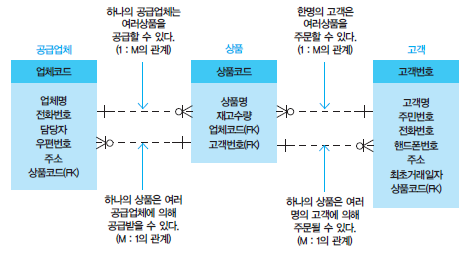 하나의 공급업체는
여러상품을
공급할 수 있다.
(1 : M의 관계)
한명의 고객은
여러상품을
주문할 수 있다.
(1 : M의 관계)
공급업체
상품
고객
업체코드
상품코드
고객번호
업체명
전화번호
담당자
우편번호
주소
상품코드(FK)
상품명
재고수량
업체코드(FK)
고객번호(FK)
고객명
주민번호
전화번호
핸드폰번호
주소
최초거래일자
상품코드(FK)
하나의 상품은 여러
공급업체에 의해
공급받을 수 있다.
(M : 1의 관계)
하나의 상품은 여러
명의 고객에 의해
주문될 수 있다.
(M : 1의 관계)